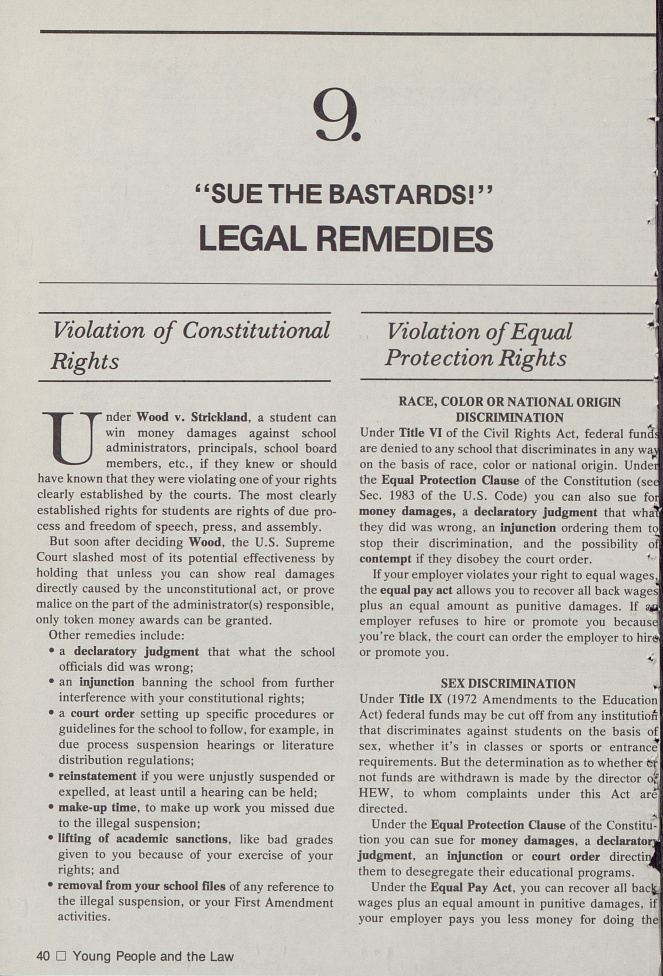 9.
“SUE THE BASTARDS!”
LEGAL REMEDIES
Violation of Constitutional
Rights
Under Wood v. Strickland, a student can
win money damages against school
administrators, principals, school board
members, etc., if they knew or should
have known that they were violating one of your rights
clearly established by the courts. The most clearly
established rights for students are rights of due pro-
cess and freedom of speech, press, and assembly.
But soon after deciding Wood, the U.S. Supreme
Court slashed most of its potential effectiveness by
holding that unless you can show real damages
directly caused by the unconstitutional act, or prove
malice on the part of the administrator(s) responsible,
only token money awards can be granted.
Other remedies include:
• a declaratory judgment that what the school
officials did was wrong;
• an injunction banning the school from further
interference with your constitutional rights;
• a court order setting up specific procedures or
guidelines for the school to follow, for example, in
due process suspension hearings or literature
distribution regulations;
• reinstatement if you were unjustly suspended or
expelled, at least until a hearing can be held;
• make-up time, to make up work you missed due
to the illegal suspension;
• lifting of academic sanctions, like bad grades
given to you because of your exercise of your
rights; and
• removal from your school files of any reference to
the illegal suspension, or your First Amendment
activities.
Violation of Equal
Protection Rights
RACE, COLOR OR NATIONAL ORIGIN
DISCRIMINATION
Under Title VI of the Civil Rights Act, federal funds
are denied to any school that discriminates in any way
on the basis of race, color or national origin. Under
the Equal Protection Clause of the Constitution (see
Sec. 1983 of the U.S. Code) you can also sue for
money damages, a declaratory judgment that what
they did was wrong, an injunction ordering them to
stop their discrimination, and the possibility of
contempt if they disobey the court order.
If your employer violates your right to equal wages,
the equal pay act allows you to recover all back wages
plus an equal amount as punitive damages. If an
employer refuses to hire or promote you because
you’re black, the court can order the employer to hire
or promote you.
SEX DISCRIMINATION
Under Title IX (1972 Amendments to the Education
Act) federal funds may be cut off from any institution
that discriminates against students on the basis of
sex, whether it’s in classes or sports or entrance
requirements. But the determination as to whether or
not funds are withdrawn is made by the director of
HEW, to whom complaints under this Act are
directed.
Under the Equal Protection Clause of the Constitu-
tion you can sue for money damages, a declaratory
judgment, an injunction or court order directing
them to desegregate their educational programs.
Under the Equal Pay Act, you can recover all back
wages plus an equal amount in punitive damages, if
your employer pays you less money for doing the
40 □ Young People and the Law